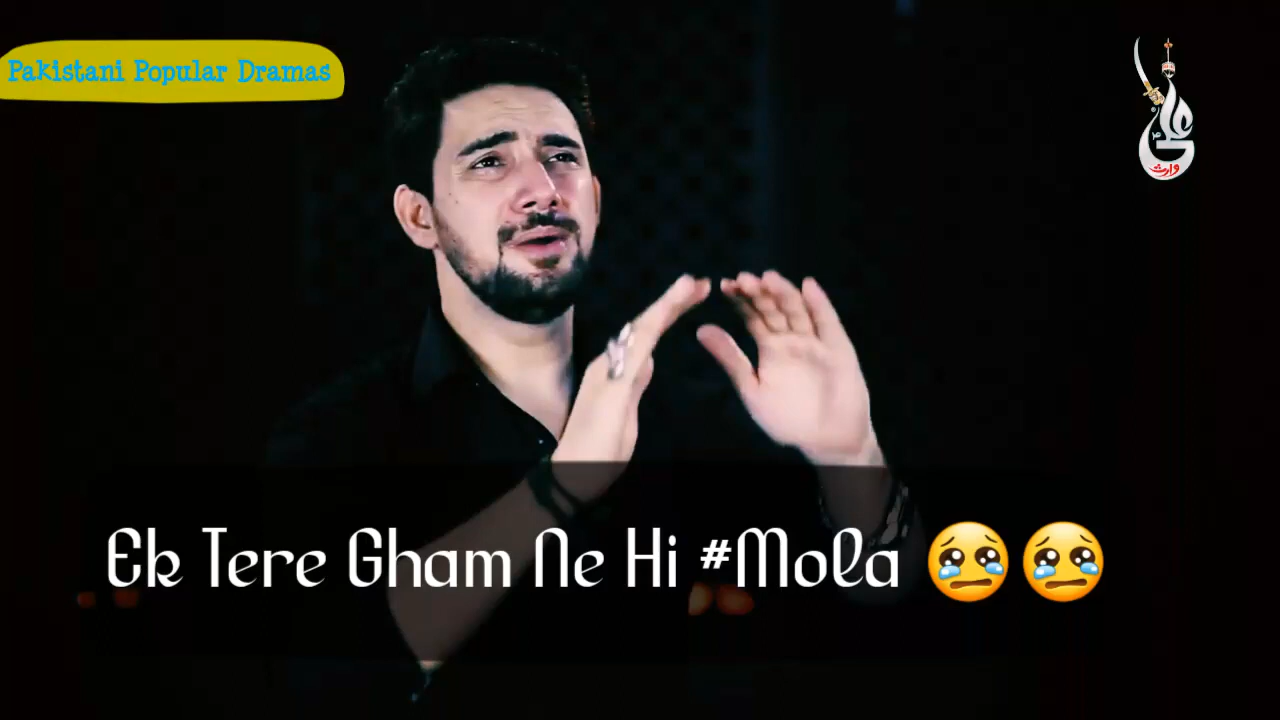 Pakistani Popular Dramas
علی
وارث
Ek Tere Gham Ne Hi #Mola 😢 😢